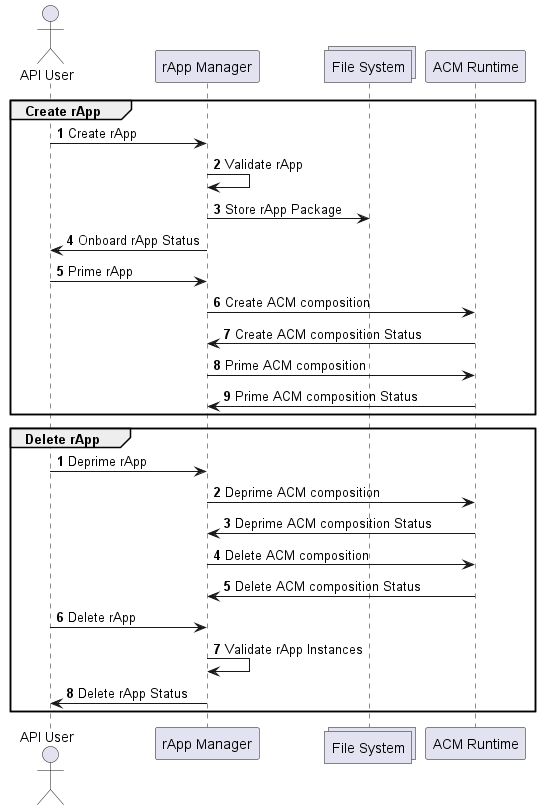 API User
rApp Manager
File System
ACM Runtime
Create rApp
1 Create rApp
2 Validate rApp
3 Store rApp Package
4 Onboard rApp Status
5 Prime rApp
6 Create ACM composition
7 Create ACM composition Status
8 Prime ACM composition
9 Prime ACM composition Status
Delete rApp
1 Deprime rApp
2 Deprime ACM composition
3 Deprime ACM composition Status
4 Delete ACM composition
5 Delete ACM composition Status
6 Delete rApp
7 Validate rApp Instances
8 Delete rApp Status
API User
rApp Manager
File System
ACM Runtime